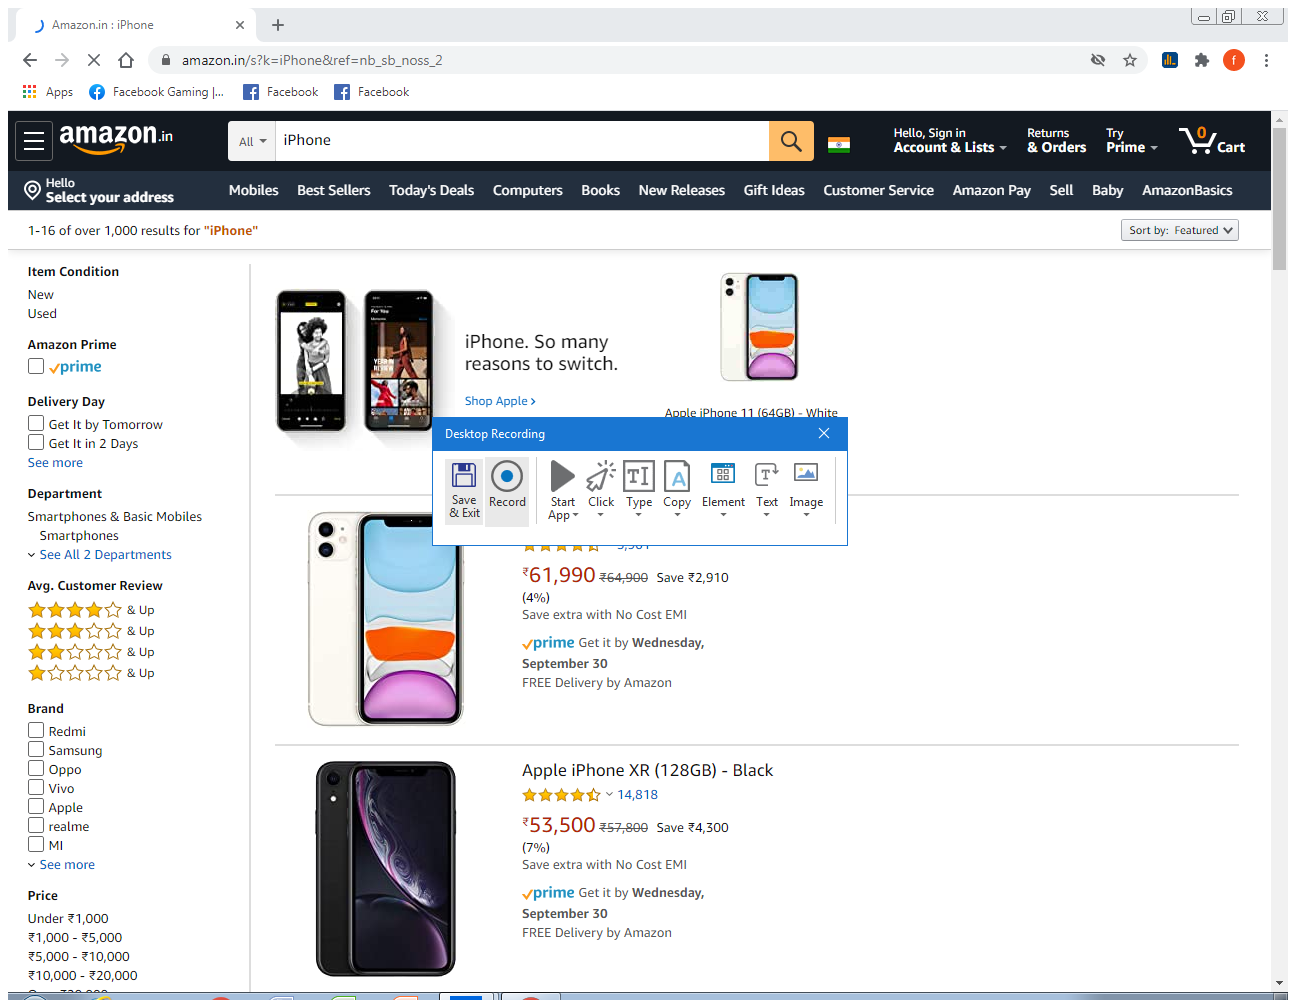 Amazon.in : iPhone
amazon.in/s?k=iPhone&ref=nb_sb_noss_2
f
Apps
Facebook Gaming |...
Facebook
Facebook
amazon.in
All
iPhone
Hello, Sign in
Account & Lists
Returns
& Orders
Try
Prime
0
Cart
Hello
Select your address
Mobiles
Best Sellers
Today's Deals
Computers
Books
New Releases
Gift Ideas
Customer Service
Amazon Pay
Sell
Baby
AmazonBasics
1-16 of over 1,000 results for "iPhone"
Sort by: Featured
Item Condition
New
Used
Amazon Prime
prime
Delivery Day
Get It by Tomorrow
Get It in 2 Days
See more
Department
Smartphones & Basic Mobiles
Smartphones
See All 2 Departments
Avg. Customer Review
& Up
& Up
& Up
& Up
Brand
Redmi
Samsung
Oppo
Vivo
Apple
realme
MI
See more
Price
Under ₹1,000
₹1,000 - ₹5,000
₹5,000 - ₹10,000
₹10,000 - ₹20,000
iPhone. So many
reasons to switch.
Shop Apple ›
Apple iPhone 11 (64GB) - White
Desktop Recording
Save
& Exit
Record
Start
App
Click
Type
Copy
Element
Text
Image
₹61,990 ₹64,900 Save ₹2,910
(4%)
Save extra with No Cost EMI
prime Get it by Wednesday,
September 30
FREE Delivery by Amazon
Apple iPhone XR (128GB) - Black
14,818
₹53,500 ₹57,800 Save ₹4,300
(7%)
Save extra with No Cost EMI
prime Get it by Wednesday,
September 30
FREE Delivery by Amazon